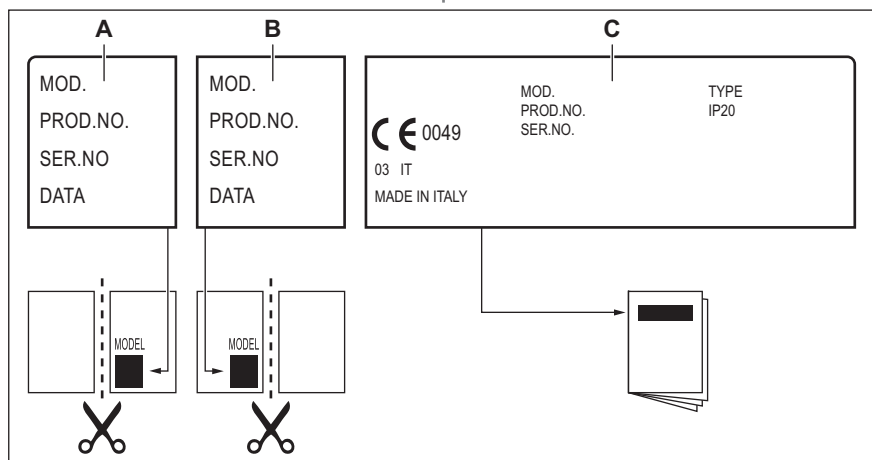 A
B
C
MOD.
PROD.NO.
SER.NO
DATA
MOD.
PROD.NO.
SER.NO
DATA
MOD.
TYPE
PROD.NO.
IP20
SER.NO.
CE 0049
03 IT
MADE IN ITALY
MODEL
MODEL